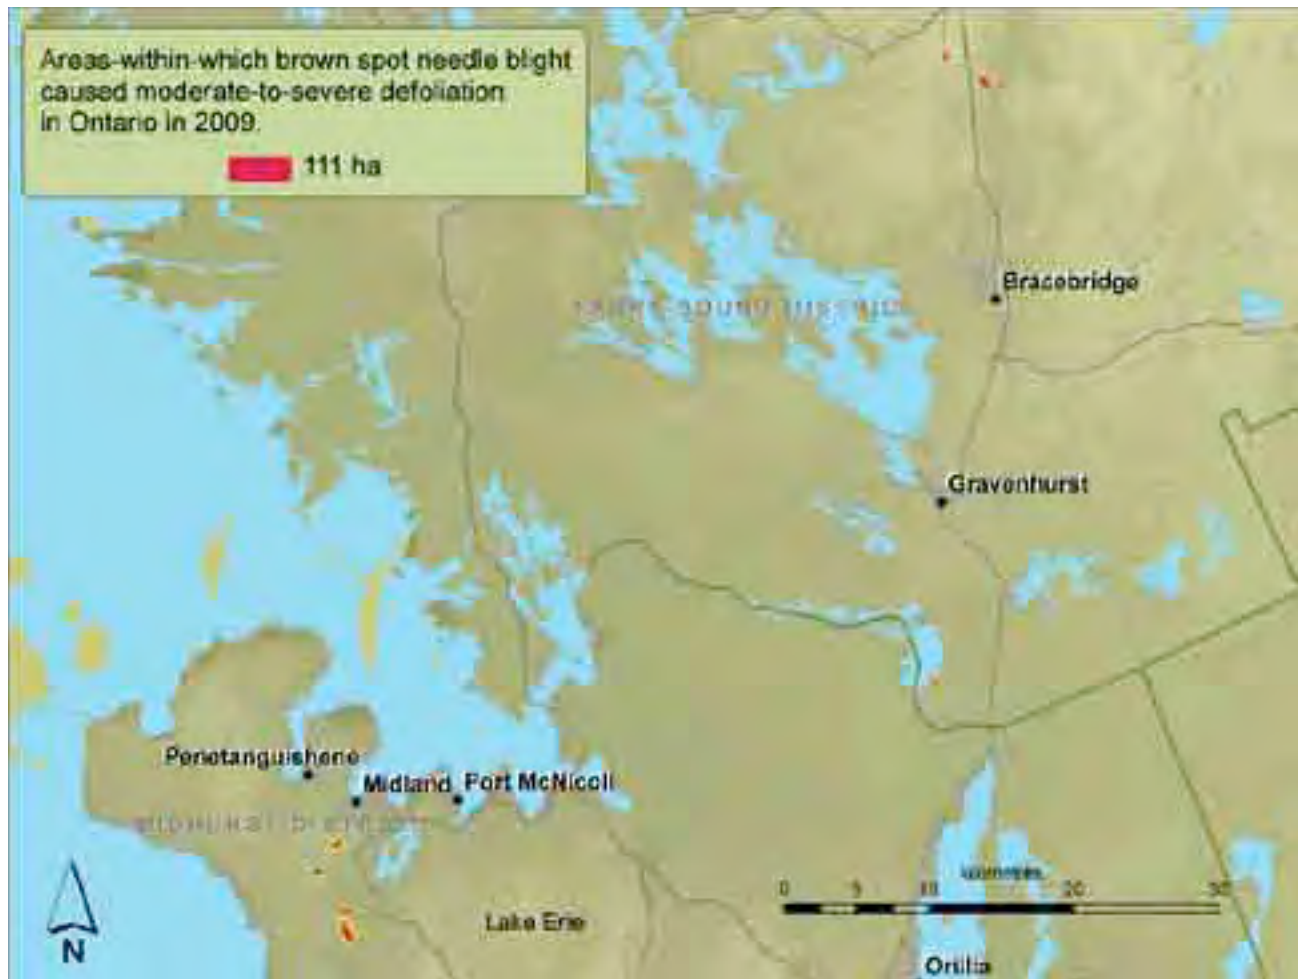 Areas-within-which brown spot needle blight
caused moderate-to-severe defoliation
in Ontario in 2009.
111 ha
Bracebridge
Gravenhurst
Penetanguishene
Midland
Port McNicoll
0 5 10 20 30
Lake Erie
N
Orillia